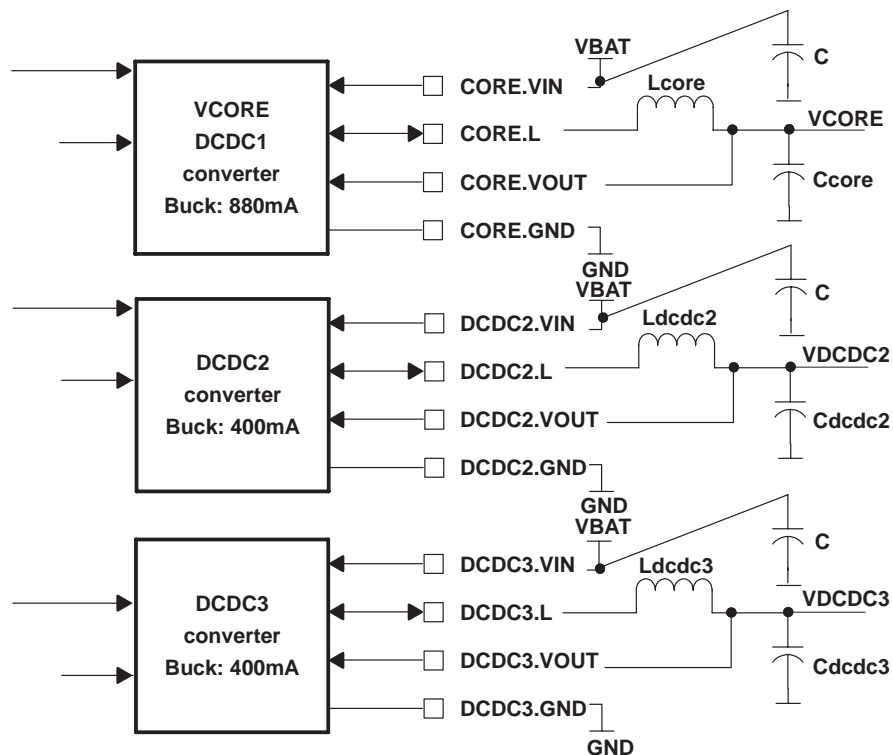 VBAT
C
CORE.VIN
Lcore
VCORE
DCDC1
converter
Buck: 880mA
CORE.L
VCORE
CORE.VOUT
Ccore
CORE.GND
GND
VBAT
C
DCDC2.VIN
Ldcdc2
DCDC2
converter
Buck: 400mA
DCDC2.L
VDCDC2
DCDC2.VOUT
Cdcdc2
DCDC2.GND
GND
VBAT
C
DCDC3.VIN
Ldcdc3
DCDC3
converter
Buck: 400mA
DCDC3.L
VDCDC3
DCDC3.VOUT
Cdcdc3
DCDC3.GND
GND